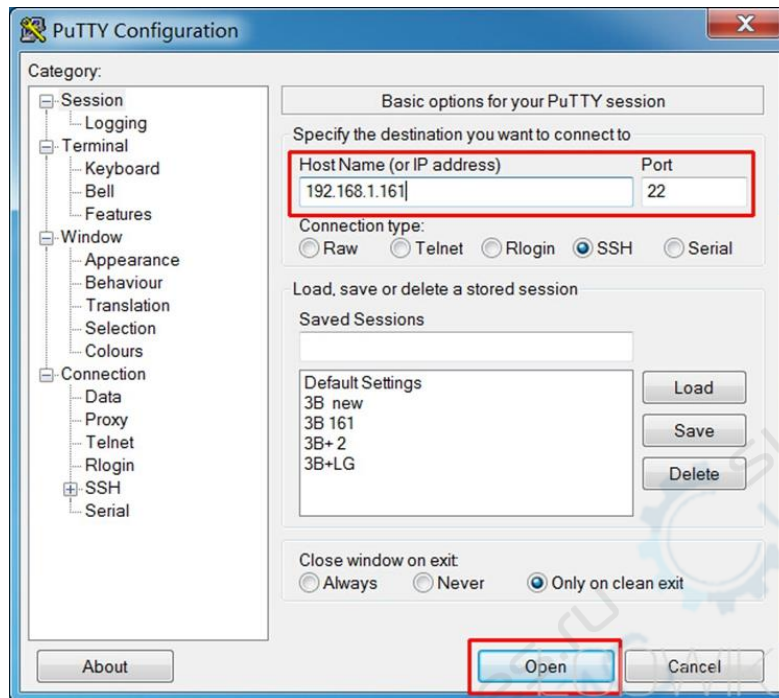 PuTTY Configuration
X
Category:
Session
Logging
Terminal
Keyboard
Bell
Features
Window
Appearance
Behaviour
Translation
Selection
Colours
Connection
Data
Proxy
Telnet
Rlogin
SSH
Serial
Basic options for your PuTTY session
Specify the destination you want to connect to
Host Name (or IP address) Port
192.168.1.161 22
Connection type:
Raw Telnet Rlogin SSH Serial
Load, save or delete a stored session
Saved Sessions
Default Settings
3B new
3B 161
3B+ 2
3B+LG
Load
Save
Delete
Close window on exit:
Always Never Only on clean exit
About Open Cancel